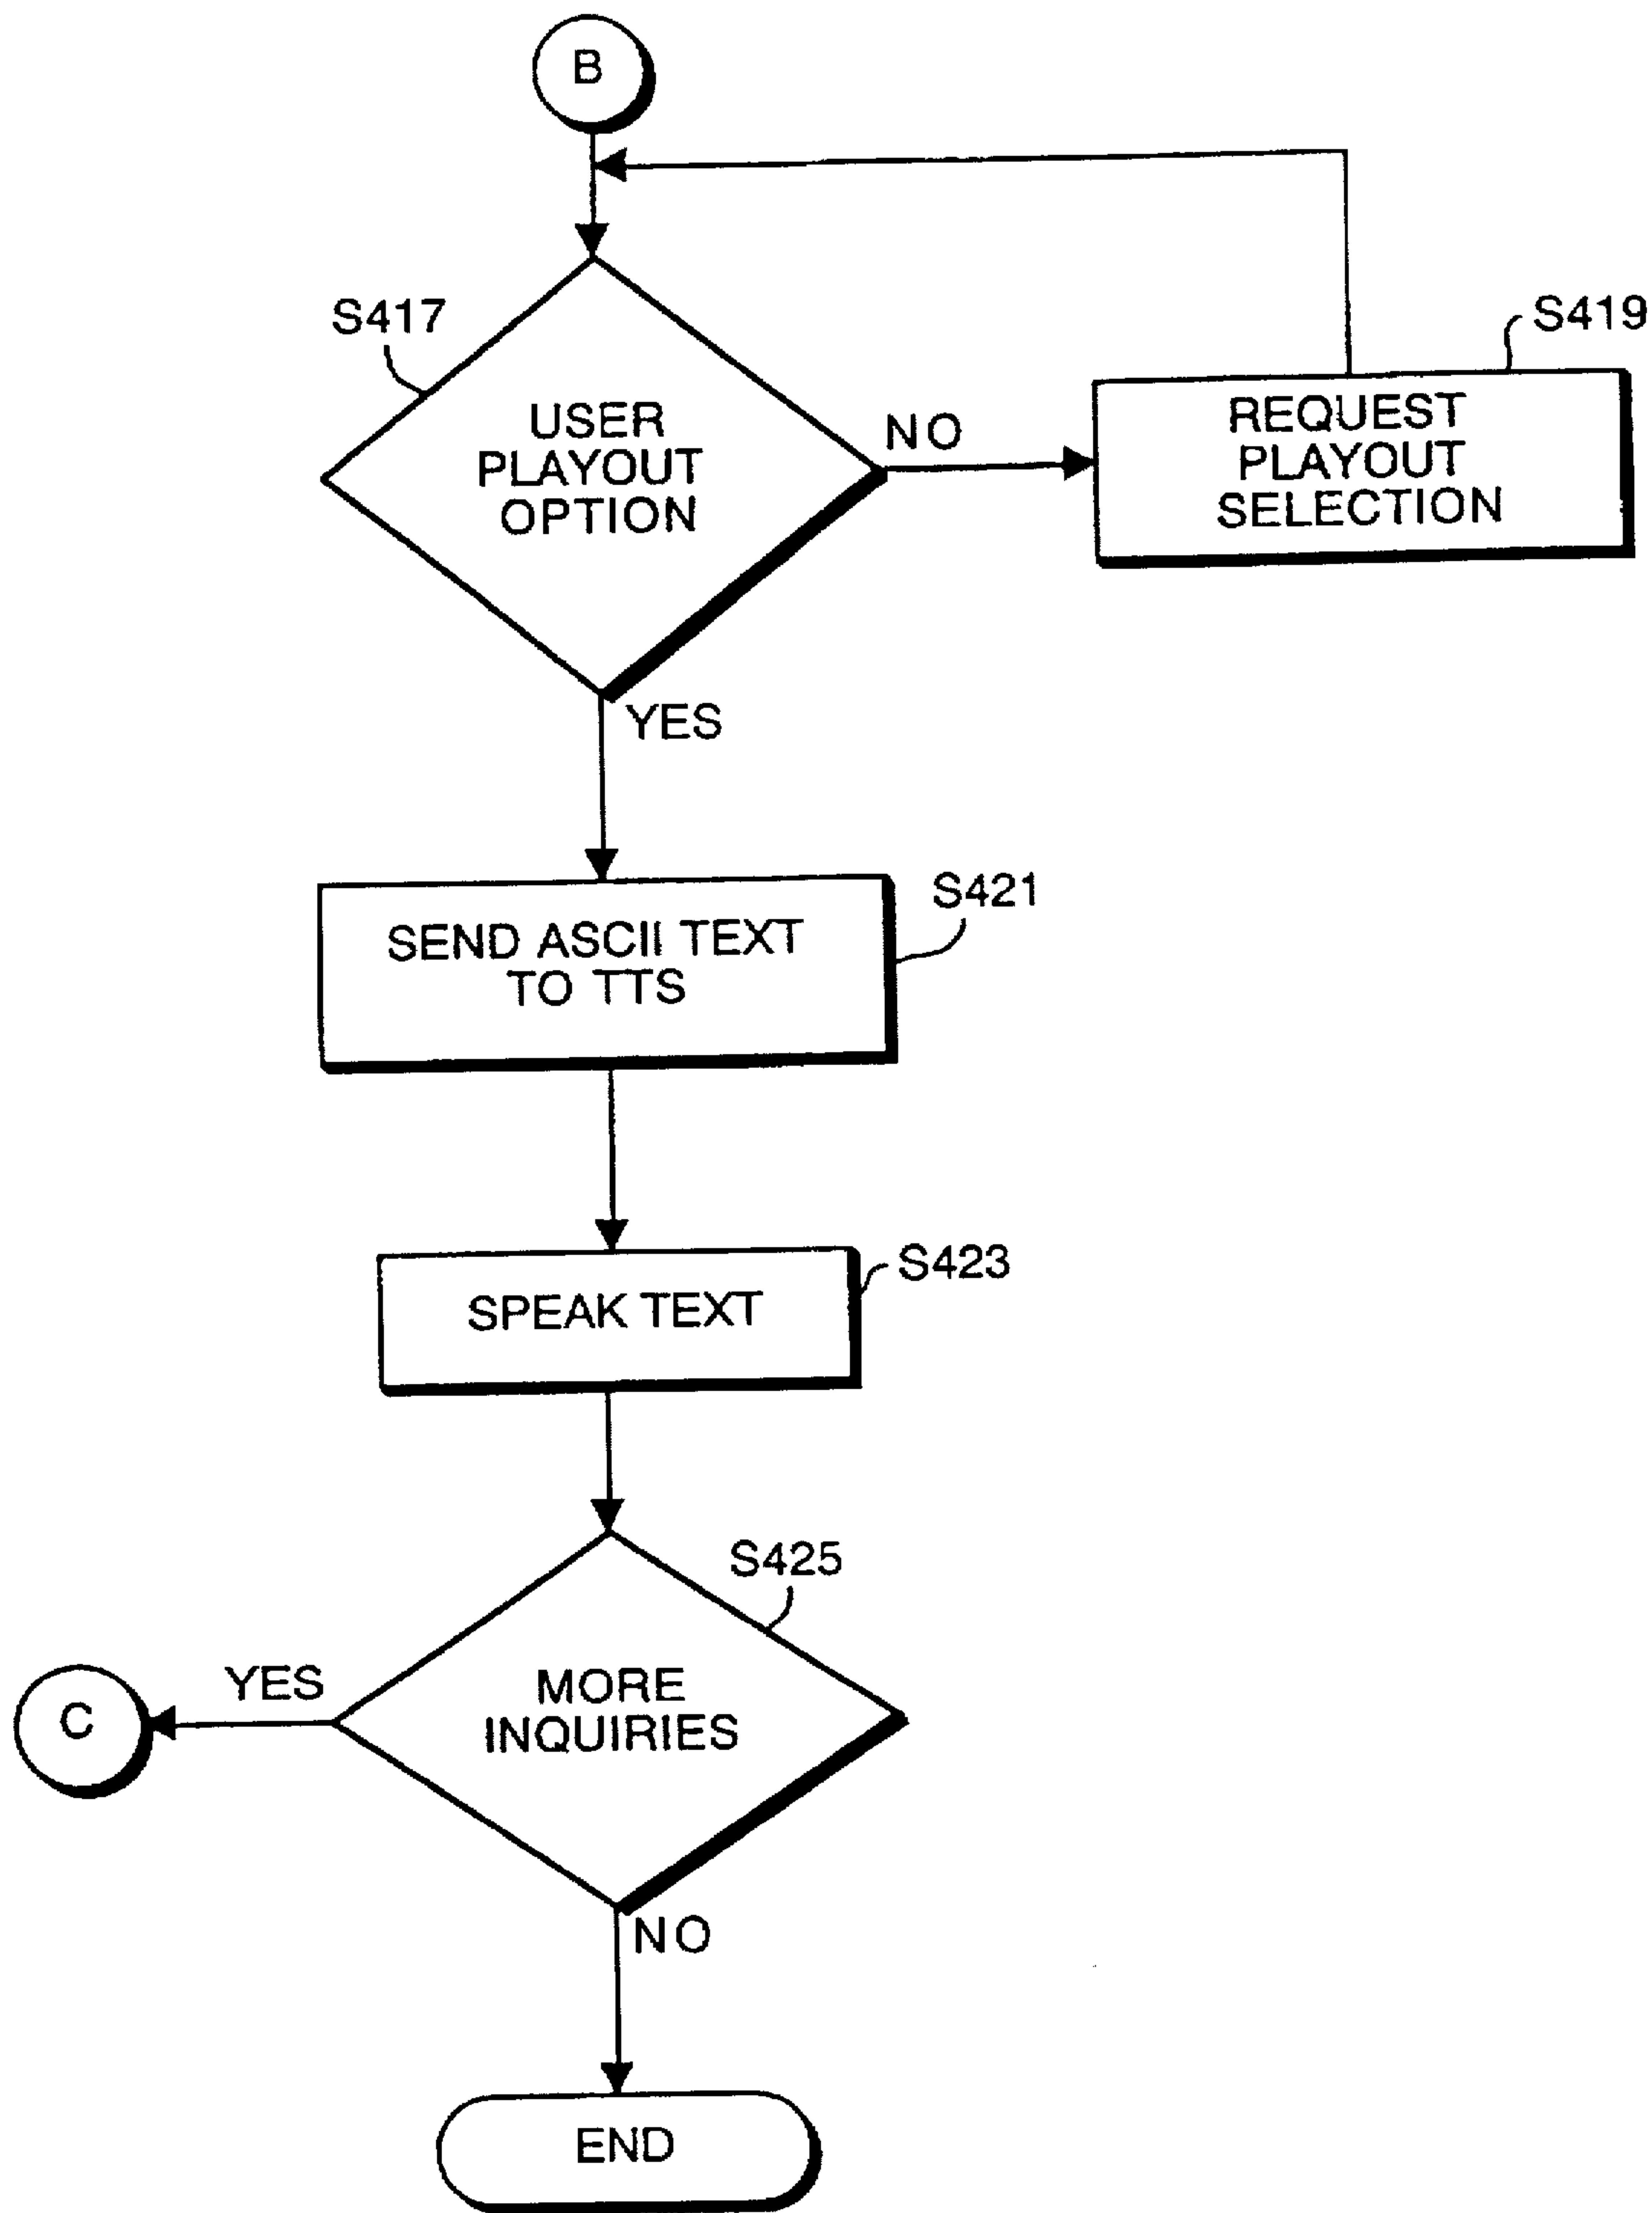 B
S417
USER
PLAYOUT
OPTION
NO
S419
REQUEST
PLAYOUT
SELECTION
YES
S421
SEND ASCII TEXT
TO TTS
S423
SPEAK TEXT
S425
MORE
INQUIRIES
YES
C
NO
END